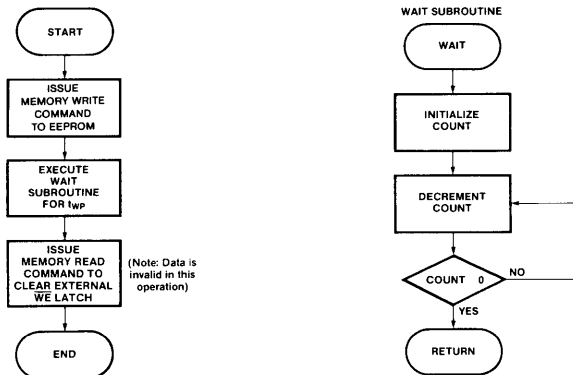 START
ISSUE
MEMORY WRITE
COMMAND
TO EEPROM
EXECUTE
WAIT
SUBROUTINE
FOR tWP
ISSUE
MEMORY READ
COMMAND TO
CLEAR EXTERNAL
WE LATCH
(Note: Data is
invalid in this
operation)
END
WAIT SUBROUTINE
WAIT
INITIALIZE
COUNT
DECREMENT
COUNT
COUNT 0
NO
YES
RETURN